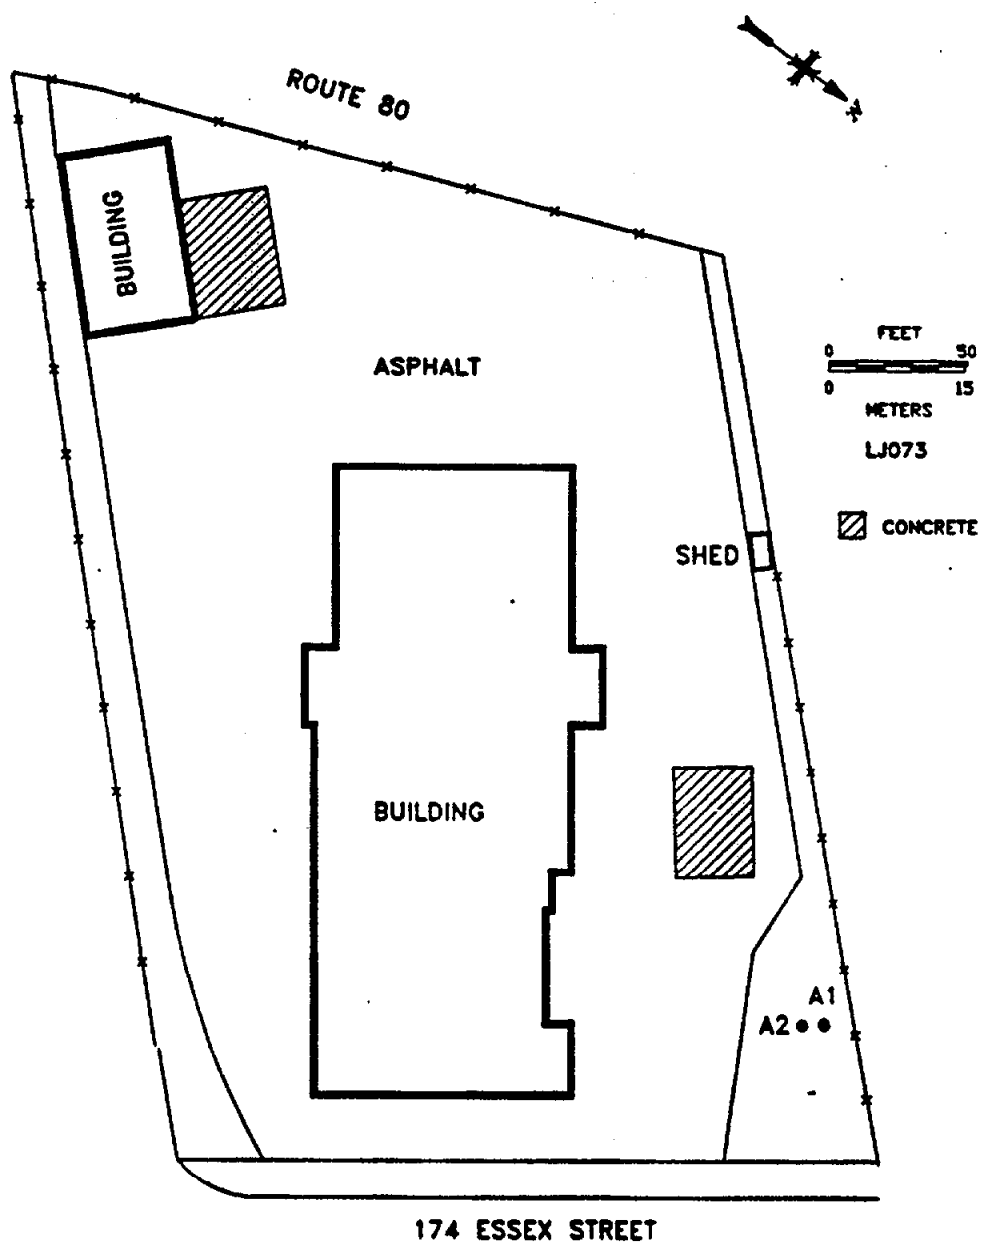 ROUTE 80
N
BUILDING
FEET
0 50
0 15
METERS
LJ073
ASPHALT
CONCRETE
SHED
BUILDING
A1
A2
174 ESSEX STREET